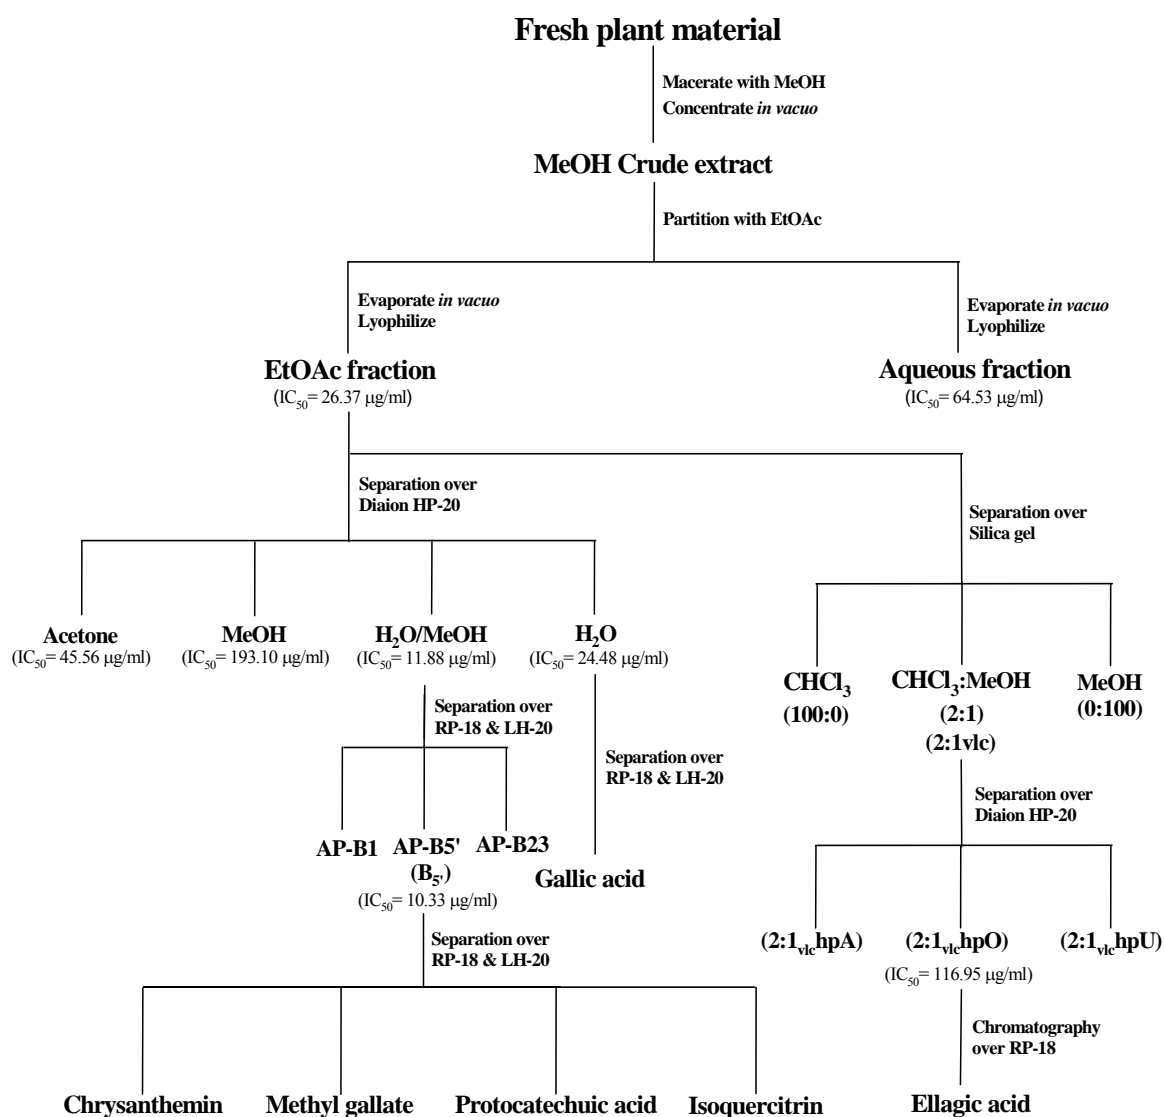 Fresh plant material
Macerate with MeOH
Concentrate in vacuo
MeOH Crude extract
Partition with EtOAc
Evaporate in vacuo
Lyophilize
EtOAc fraction
(IC50= 26.37 μg/ml)
Evaporate in vacuo
Lyophilize
Aqueous fraction
(IC50= 64.53 μg/ml)
Separation over
Diaion HP-20
Separation over
Silica gel
Acetone
(IC50= 45.56 μg/ml)
MeOH
(IC50= 193.10 μg/ml)
H2O/MeOH
(IC50= 11.88 μg/ml)
H2O
(IC50= 24.48 μg/ml)
CHCl3
(100:0)
CHCl3:MeOH
(2:1)
(2:1vlc)
MeOH
(0:100)
Separation over
RP-18 & LH-20
Separation over
RP-18 & LH-20
Separation over
Diaion HP-20
AP-B1
AP-B5'
(B5')
(IC50= 10.33 μg/ml)
AP-B23
Gallic acid
(2:1vlchpA)
(2:1vlchpO)
(IC50= 116.95 μg/ml)
(2:1vlchpU)
Separation over
RP-18 & LH-20
Chromatography
over RP-18
Chrysanthemin
Methyl gallate
Protocatechuic acid
Isoquercitrin
Ellagic acid